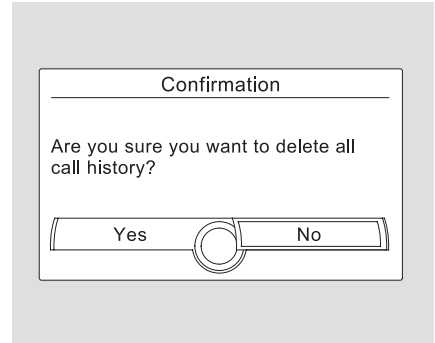 Confirmation
Are you sure you want to delete all
call history?
Yes
No